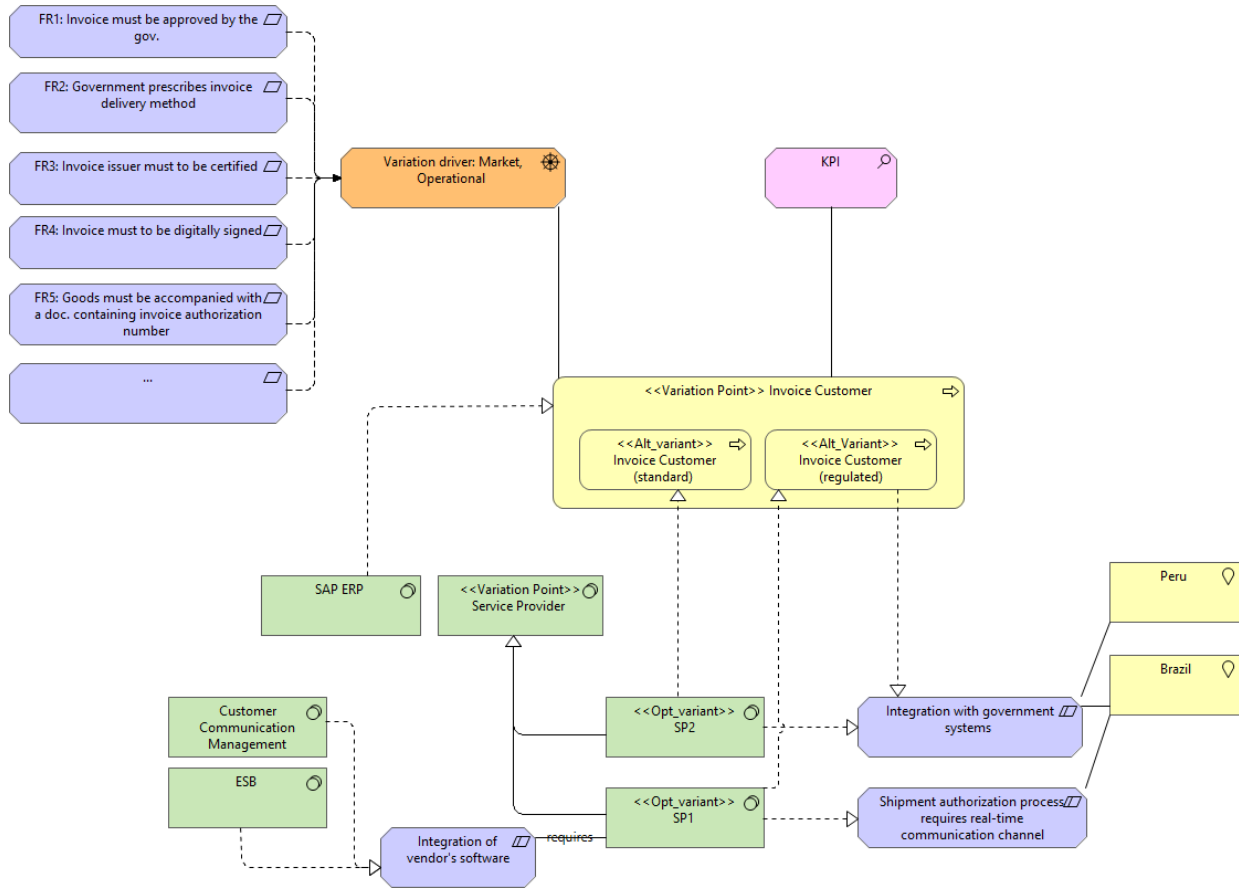 FR1: Invoice must be approved by the
gov.
FR2: Government prescribes invoice
delivery method
FR3: Invoice issuer must to be certified
Variation driver: Market,
Operational
KPI
FR4: Invoice must to be digitally signed
FR5: Goods must be accompanied with
a doc. containing invoice authorization
number
...
<<Variation Point>> Invoice Customer
<<Alt_variant>>
Invoice Customer
(standard)
<<Alt_Variant>>
Invoice Customer
(regulated)
SAP ERP
<<Variation Point>>
Service Provider
Peru
Brazil
Customer
Communication
Management
<<Opt_variant>>
SP2
Integration with government
systems
ESB
<<Opt_variant>>
SP1
Shipment authorization process
requires real-time
communication channel
Integration of
vendor's software
requires